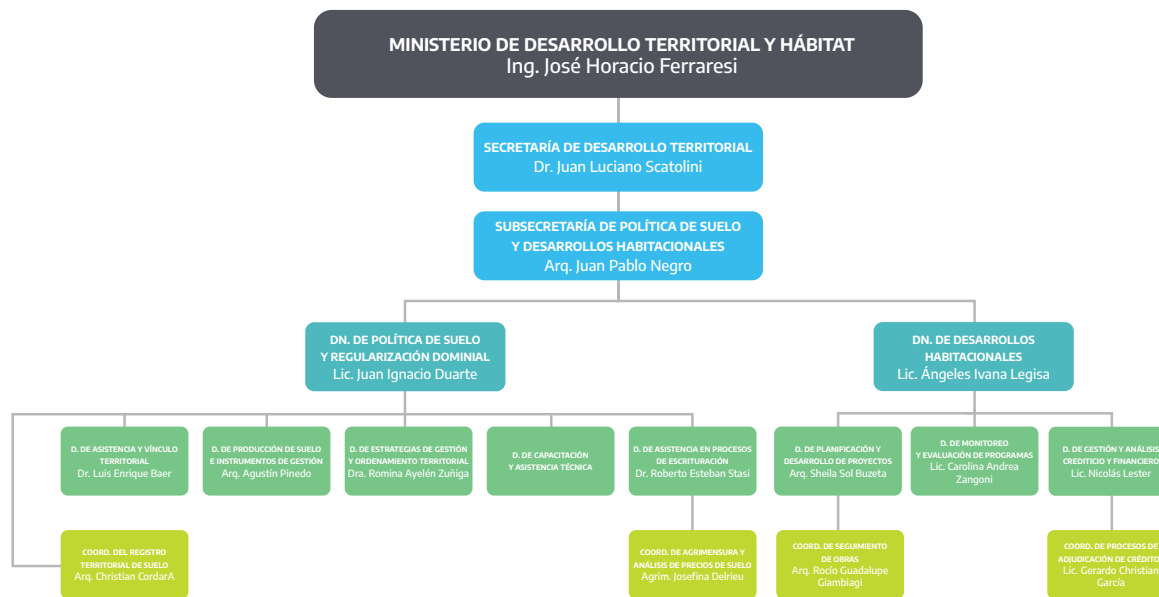 MINISTERIO DE DESARROLLO TERRITORIAL Y HÁBITAT
Ing. José Horacio Ferraresi
SECRETARÍA DE DESARROLLO TERRITORIAL
Dr. Juan Luciano Scatolini
SUBSECRETARÍA DE POLÍTICA DE SUELO
Y DESARROLLOS HABITACIONALES
Arq. Juan Pablo Negro
DN. DE POLÍTICA DE SUELO
Y REGULARIZACIÓN DOMINIAL
Lic. Juan Ignacio Duarte
DN. DE DESARROLLOS
HABITACIONALES
Lic. Ángeles Ivana Legisa
D. DE ASISTENCIA Y VÍNCULO
TERRITORIAL
Dr. Luis Enrique Baer
D. DE PRODUCCIÓN DE SUELO
E INSTRUMENTOS DE GESTIÓN
Arq. Agustín Pinedo
D. DE ESTRATEGIAS DE GESTIÓN
Y ORDENAMIENTO TERRITORIAL
Dra. Romina Ayelén Zuñiga
D. DE CAPACITACIÓN
Y ASISTENCIA TÉCNICA
D. DE ASISTENCIA EN PROCESOS
DE ESCRITURACIÓN
Dr. Roberto Esteban Stasi
D. DE PLANIFICACIÓN Y
DESARROLLO DE PROYECTOS
Arq. Sheila Sol Buzeta
D. DE MONITOREO
Y EVALUACIÓN DE PROGRAMAS
Lic. Carolina Andrea
Zangoni
D. DE GESTIÓN Y ANÁLISIS
CREDITICIO Y FINANCIERO
Lic. Nicolás Lester
COORD. DEL REGISTRO
TERRITORIAL DE SUELO
Arq. Christian CordarA
COORD. DE AGRIMENSURA Y
ANÁLISIS DE PRECIOS DE SUELO
Agrim. Josefina Delrieu
COORD. DE SEGUIMIENTO
DE OBRAS
Arq. Rocío Guadalupe
Giambiagi
COORD. DE PROCESOS DE
ADJUDICACIÓN DE CRÉDITO
Lic. Gerardo Christian
García